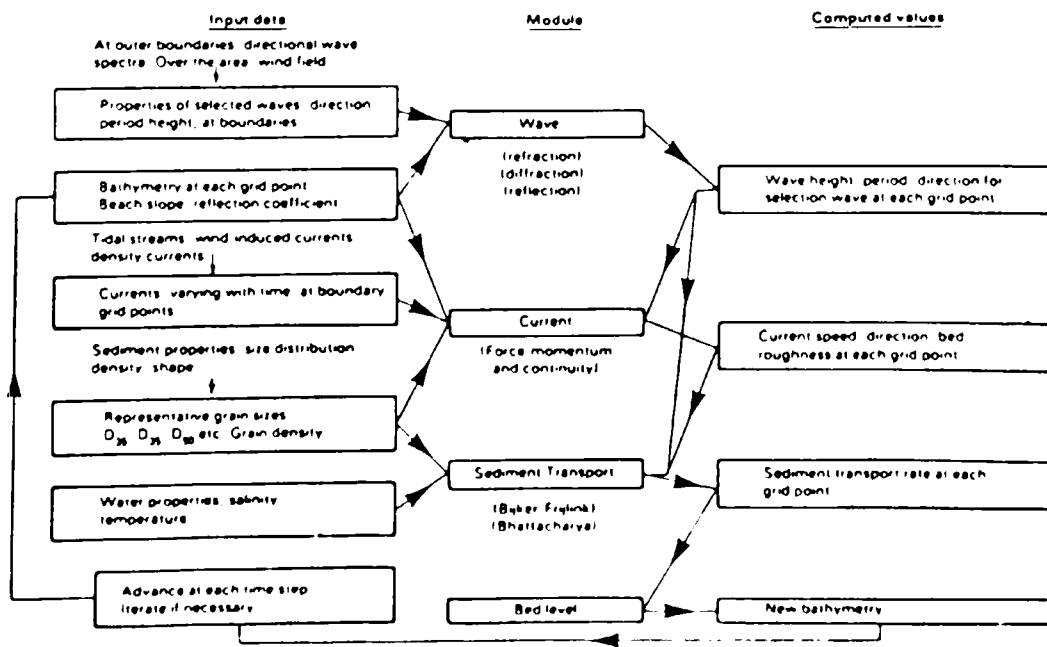 Input data
Module
Computed values
At outer boundaries directional wave
spectra Over the area wind field
Properties of selected waves direction
period height, at boundaries
Wave
(refraction)
(diffraction)
(reflection)
Wave height, period, direction for
selection wave at each grid point
Bathymetry at each grid point
Beach slope, reflection coefficient
Tidal streams wind induced currents
density currents
Currents varying with time at boundary
grid points
Current
(Force momentum
and continuity)
Current speed, direction, bed
roughness at each grid point
Sediment properties size distribution
density shape
Representative grain sizes
etc Grain density
Sediment Transport
(Bijker Frijlink)
(Bhattacharya)
Sediment transport rate at each
grid point
Water properties, salinity
temperature
Advance at each time step
Iterate if necessary
Bed level
New bathymetry